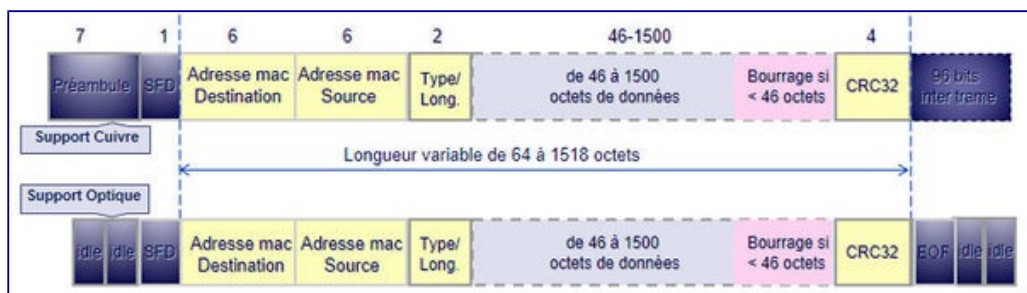 7 1 6 6 2 46-1500 4
Préambule SFD Adresse mac Destination Adresse mac Source Type/ Long. de 46 à 1500 octets de données Bourrage si < 46 octets CRC32 96 bits inter trame
Support Cuivre
Longueur variable de 64 à 1518 octets
Support Optique
idle idle SFD Adresse mac Destination Adresse mac Source Type/ Long. de 46 à 1500 octets de données Bourrage si < 46 octets CRC32 EOF idle idle